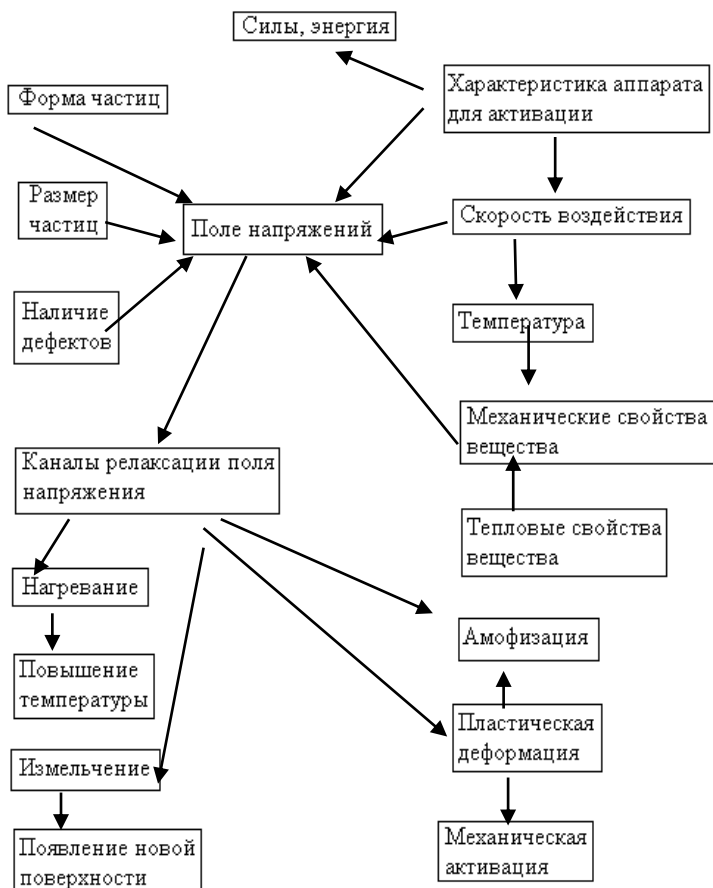 Силы, энергия
Характеристика аппарата
для активации
Форма частиц
Размер
частиц
Поле напряжений
Скорость воздействия
Наличие
дефектов
Температура
Механические свойства
вещества
Каналы релаксации поля
напряжения
Тепловые свойства
вещества
Нагревание
Амофизация
Повышение
температуры
Пластическая
деформация
Измельчение
Появление новой
поверхности
Механическая
активация